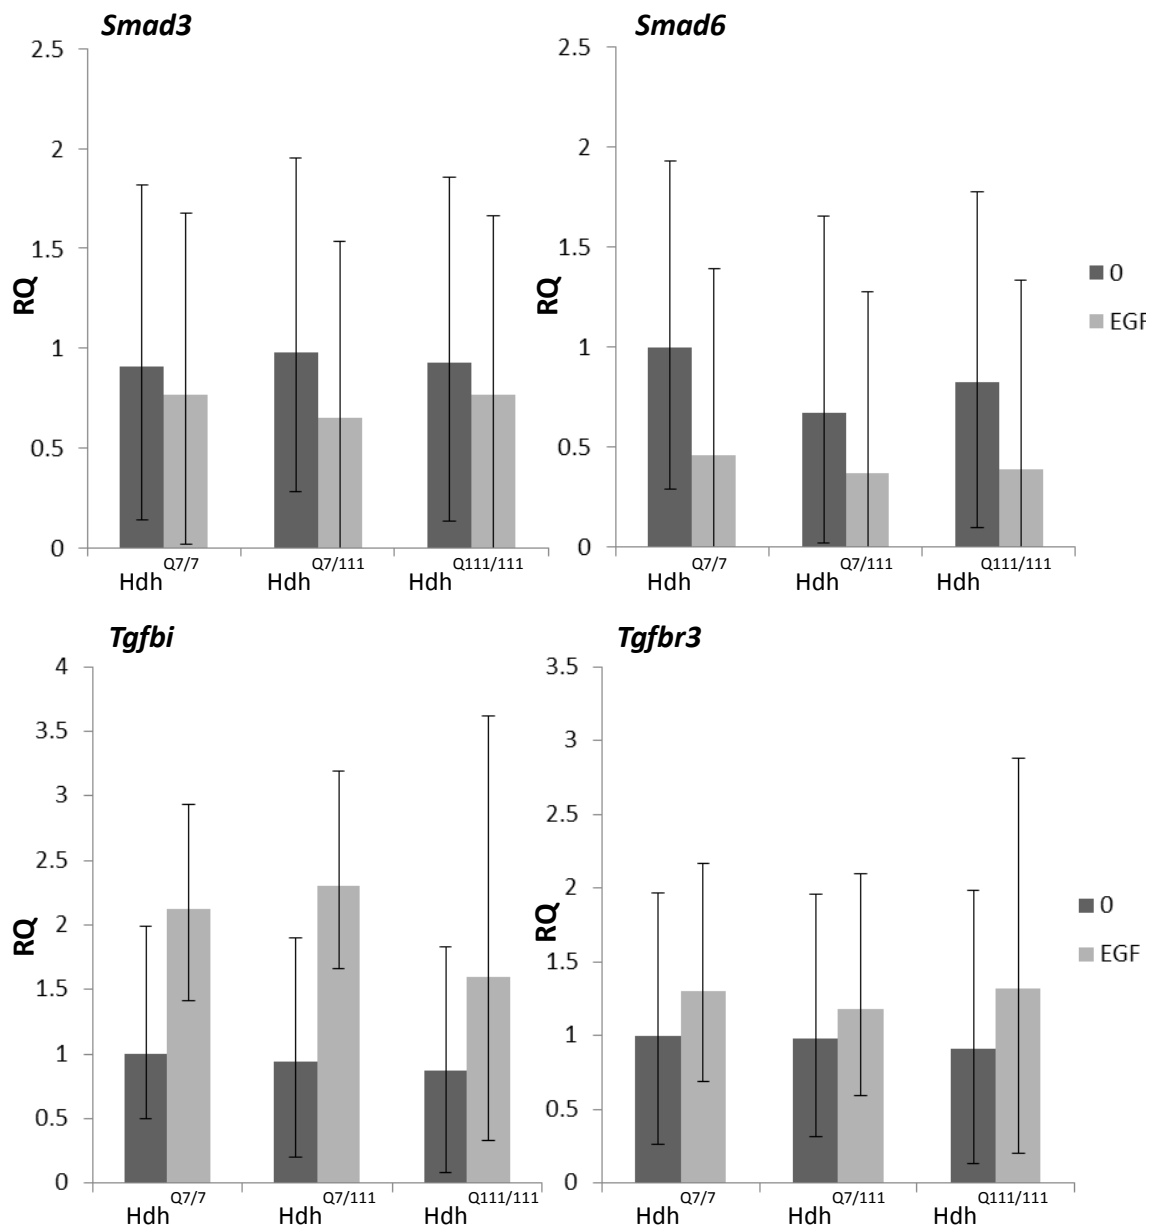 Smad3
2.5
2
1.5
1
0.5
0
RQ
Hdh Q7/7
Hdh Q7/111
Hdh Q111/111
Smad6
2.5
2
1.5
1
0.5
0
RQ
Hdh Q7/7
Hdh Q7/111
Hdh Q111/111
0
EGF
Tgfbi
4
3.5
3
2.5
2
1.5
1
0.5
0
RQ
Hdh Q7/7
Hdh Q7/111
Hdh Q111/111
Tgfbr3
3.5
3
2.5
2
1.5
1
0.5
0
RQ
Hdh Q7/7
Hdh Q7/111
Hdh Q111/111
0
EGF